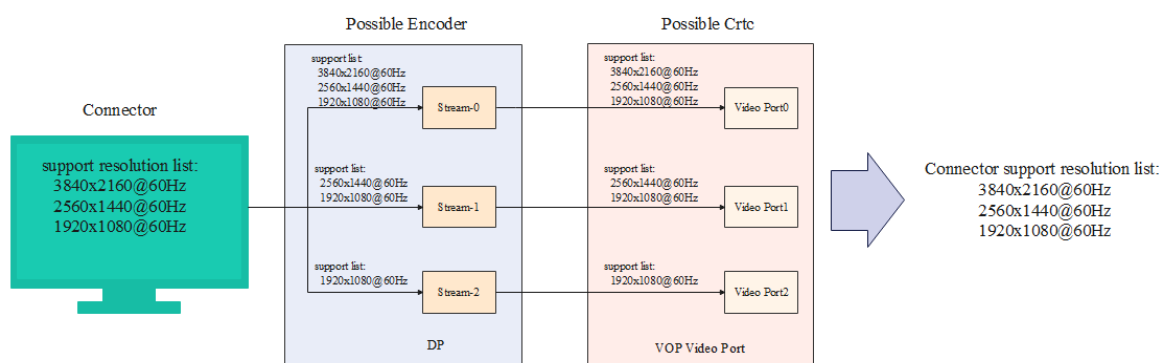 Possible Encoder
Possible Crtc
Connector
support resolution list:
3840x2160@60Hz
2560x1440@60Hz
1920x1080@60Hz
support list:
3840x2160@60Hz
2560x1440@60Hz
1920x1080@60Hz
Stream-0
support list:
2560x1440@60Hz
1920x1080@60Hz
Stream-1
support list:
1920x1080@60Hz
Stream-2
DP
support list:
3840x2160@60Hz
2560x1440@60Hz
1920x1080@60Hz
Video Port0
support list:
2560x1440@60Hz
1920x1080@60Hz
Video Port1
support list:
1920x1080@60Hz
Video Port2
VOP Video Port
Connector support resolution list:
3840x2160@60Hz
2560x1440@60Hz
1920x1080@60Hz